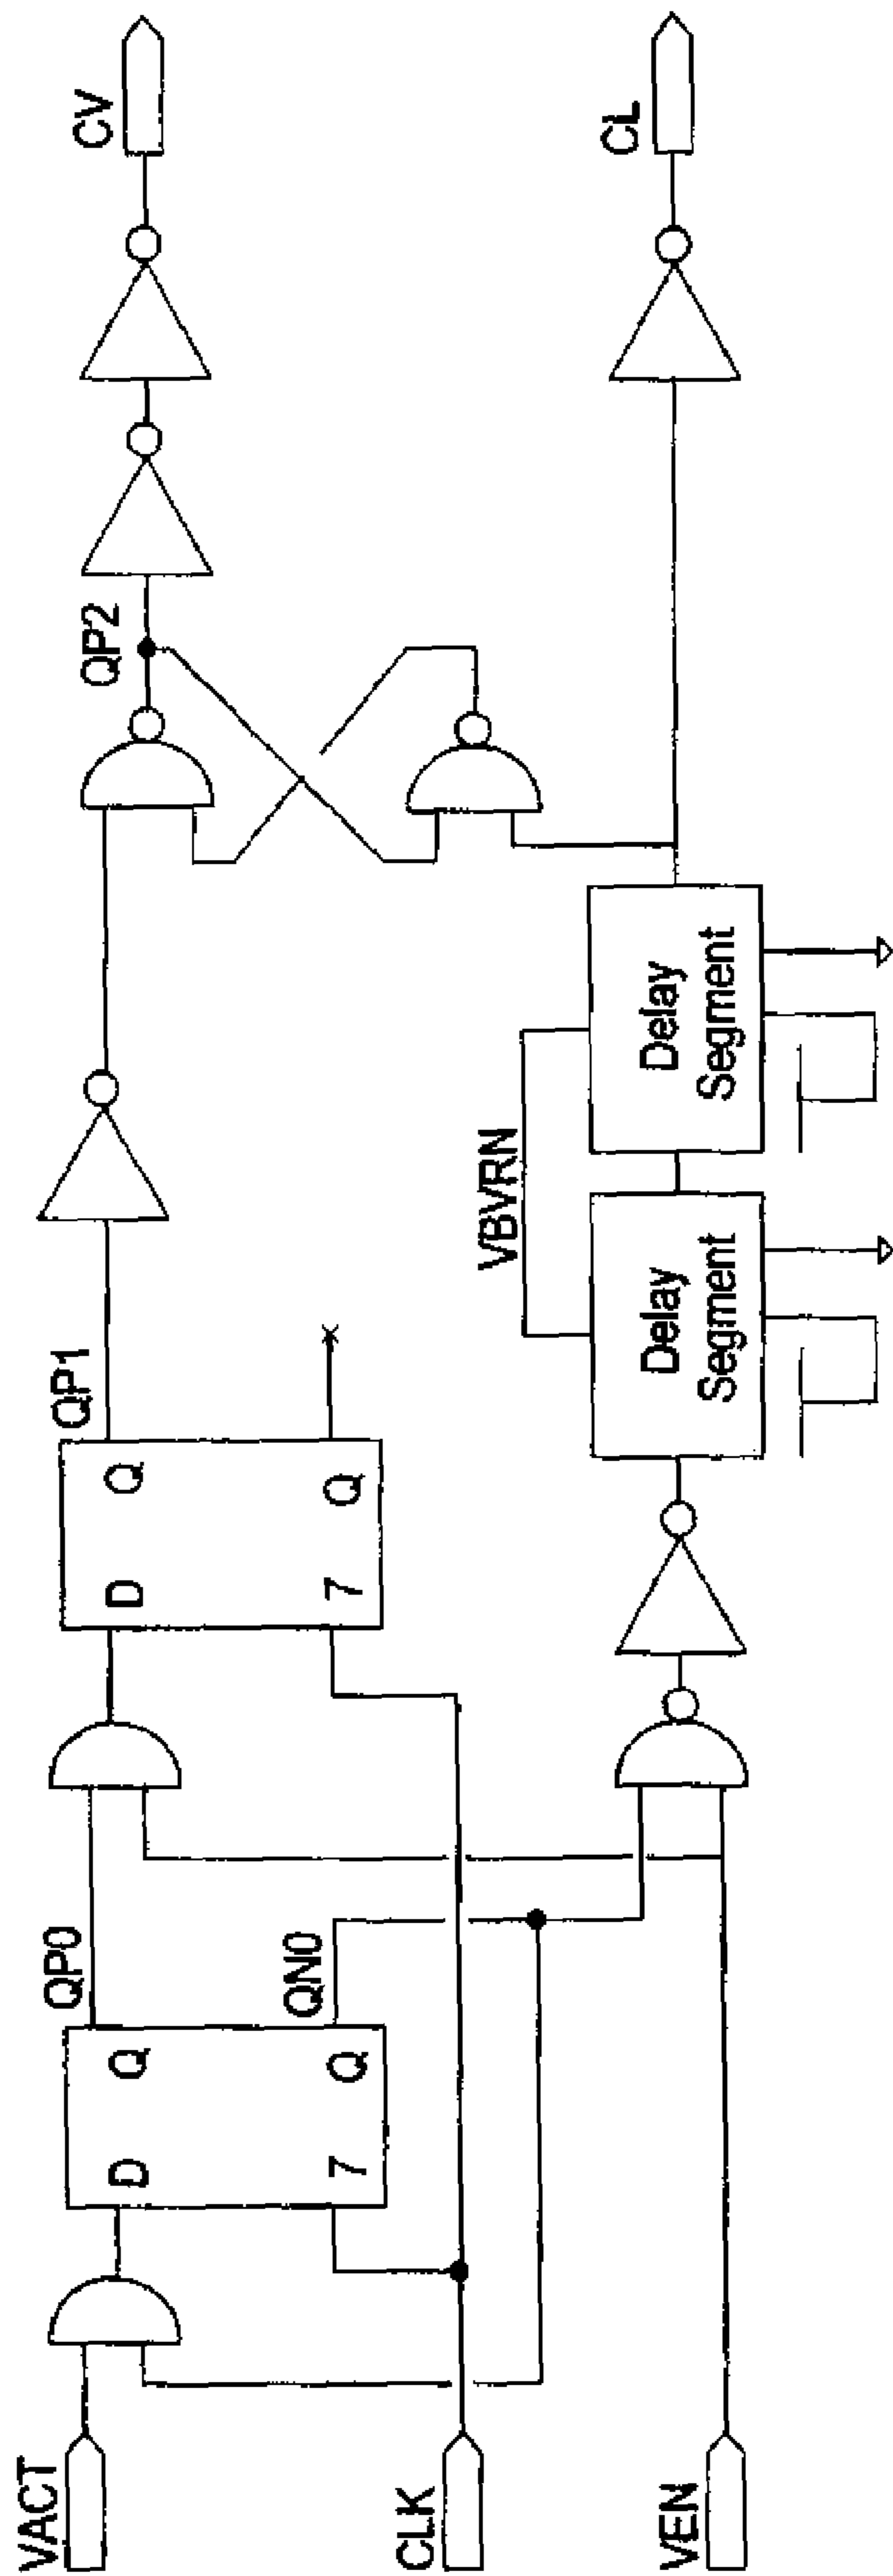 VACT
CLK
VEN
D
Q
7
Q
QP0
QN0
D
Q
7
Q
QP1
Delay
Segment
VBVRN
Delay
Segment
QP2
CV
CL